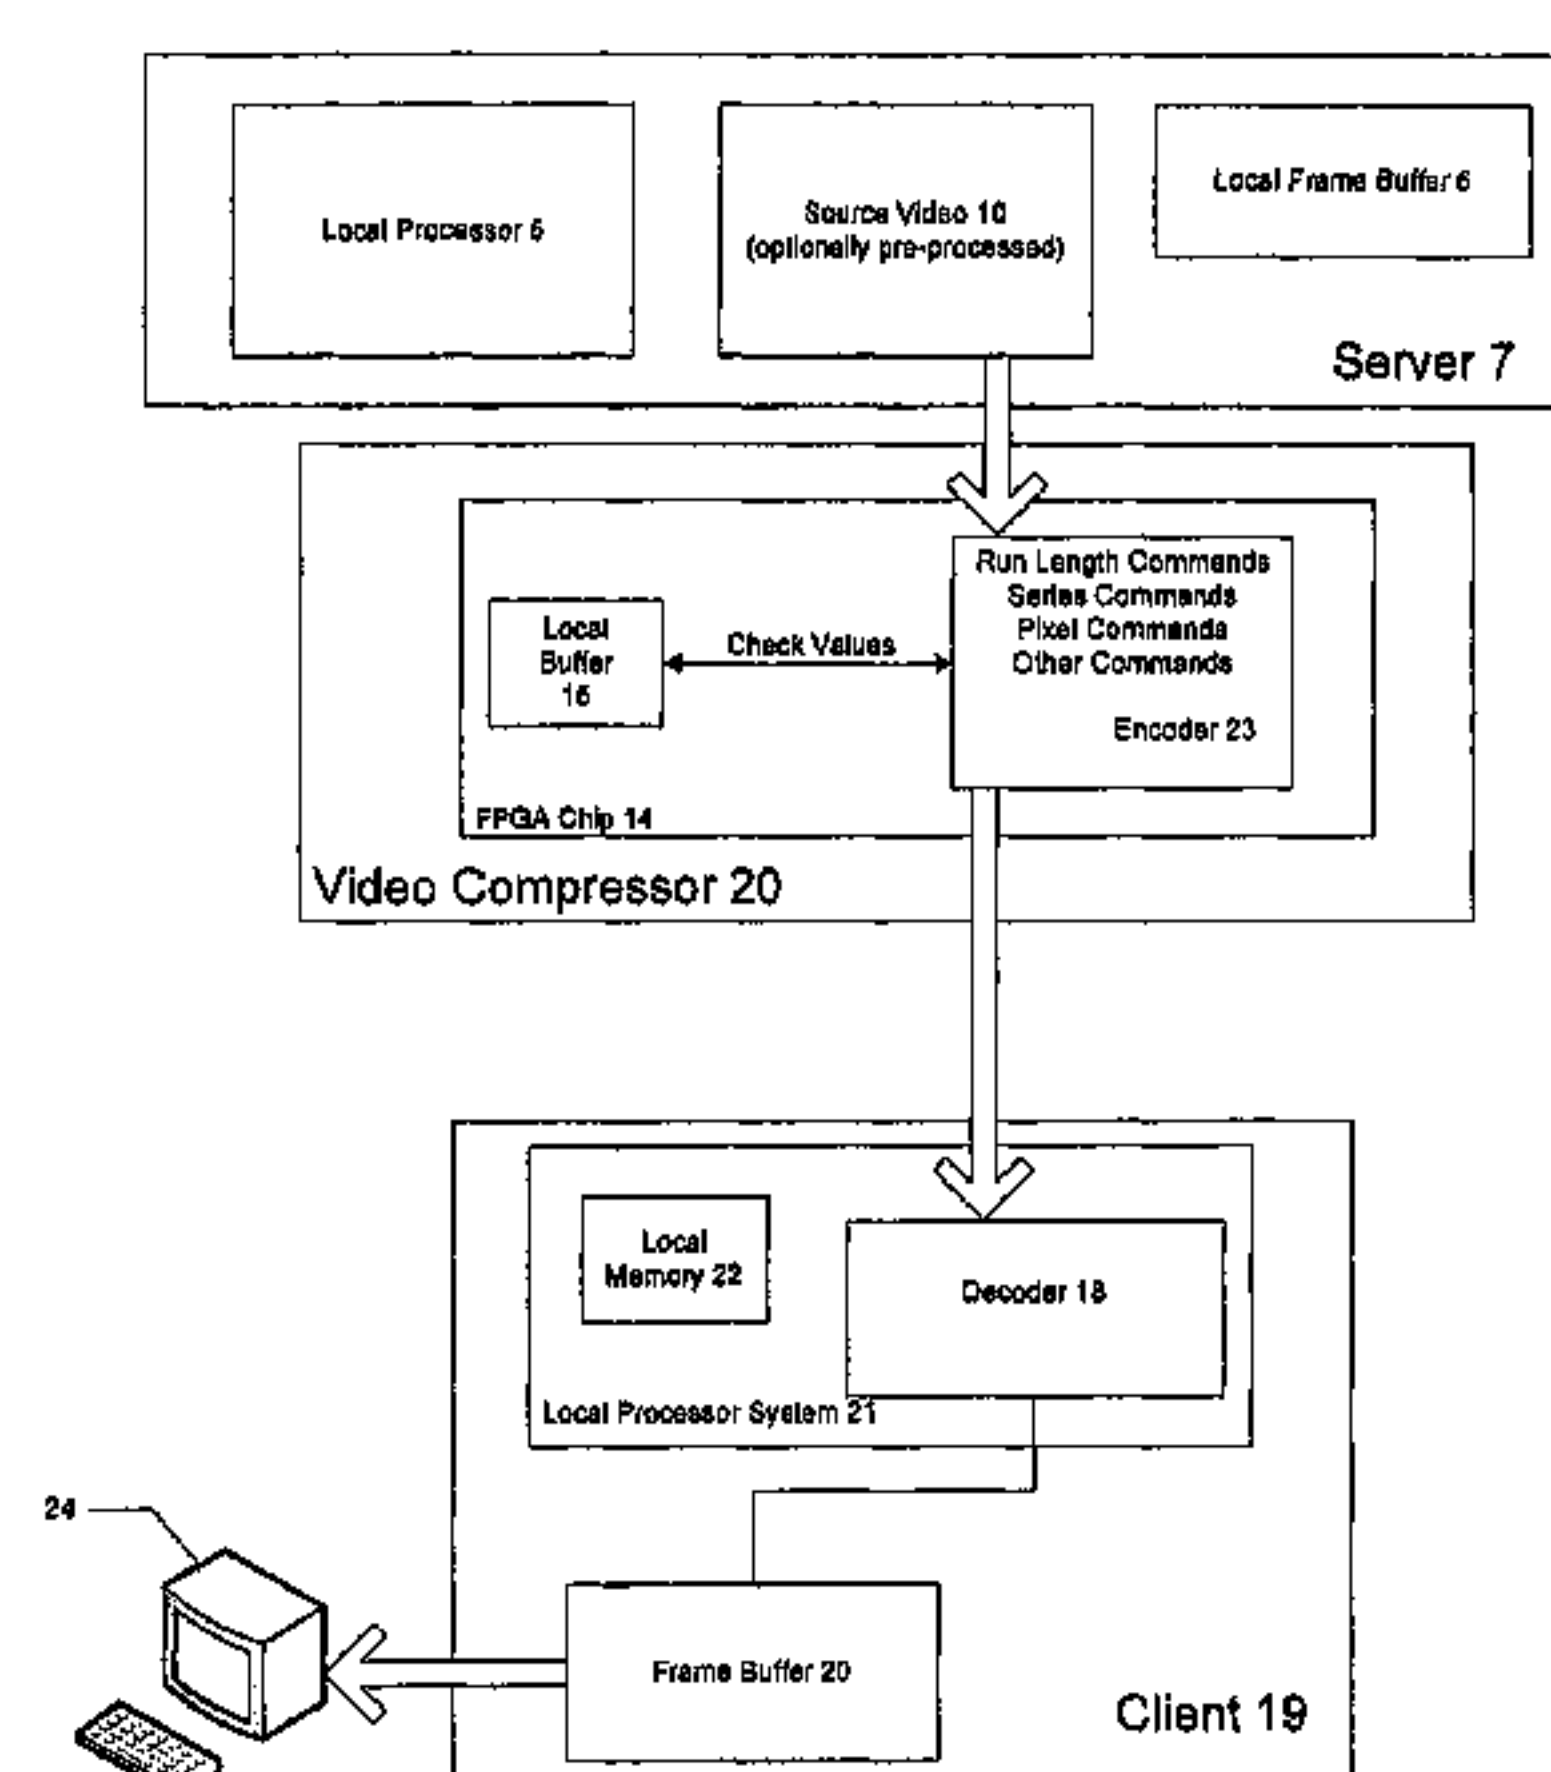 Local Processor 5
Source Video 10
(optionally pre-processed)
Local Frame Buffer 6
Server 7
Run Length Commands
Series Commands
Pixel Commands
Other Commands
Encoder 23
Local
Buffer
15
Check Values
FPGA Chip 14
Video Compressor 20
Local
Memory 22
Decoder 18
Local Processor System 21
24
Frame Buffer 20
Client 19